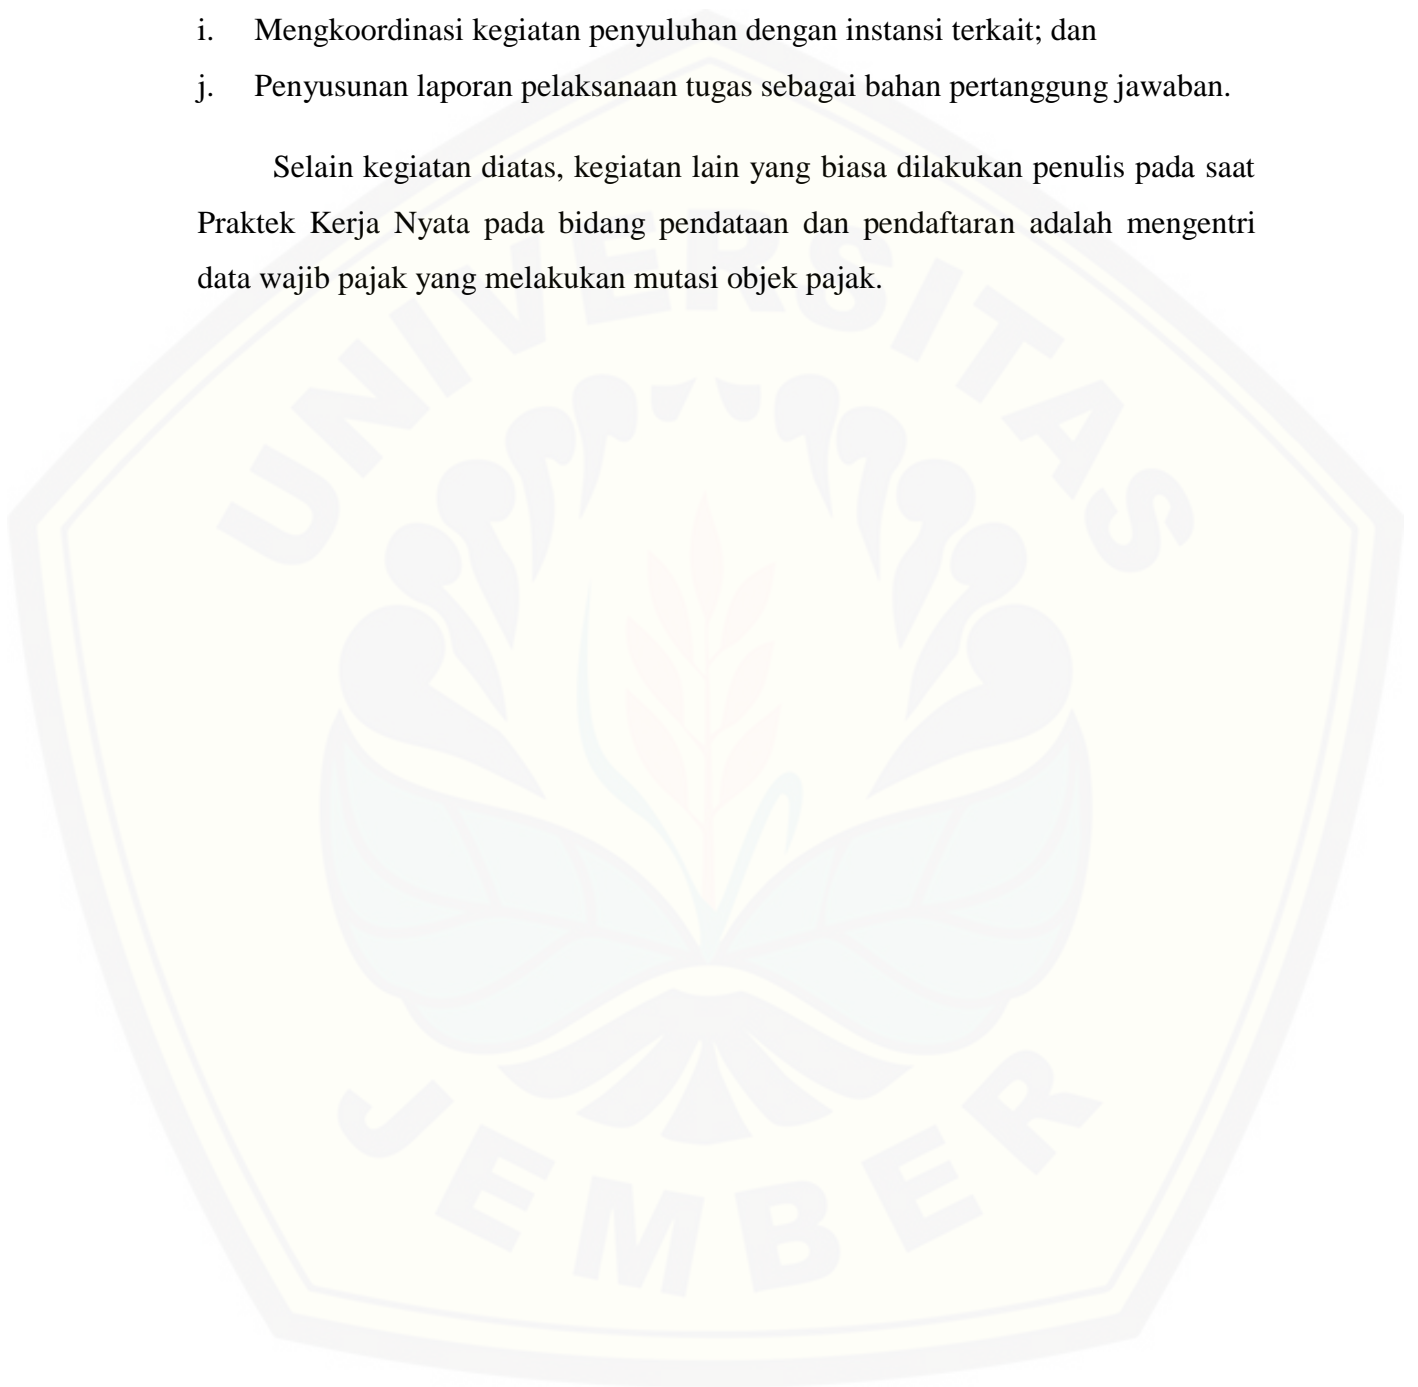 i. Mengkoordinasi kegiatan penyuluhan dengan instansi terkait; dan
j. Penyusunan laporan pelaksanaan tugas sebagai bahan pertanggung jawaban.
Selain kegiatan diatas, kegiatan lain yang biasa dilakukan penulis pada saat
Praktek Kerja Nyata pada bidang pendataan dan pendaftaran adalah mengentri
data wajib pajak yang melakukan mutasi objek pajak.
UNIVERSITAS
JEMBER